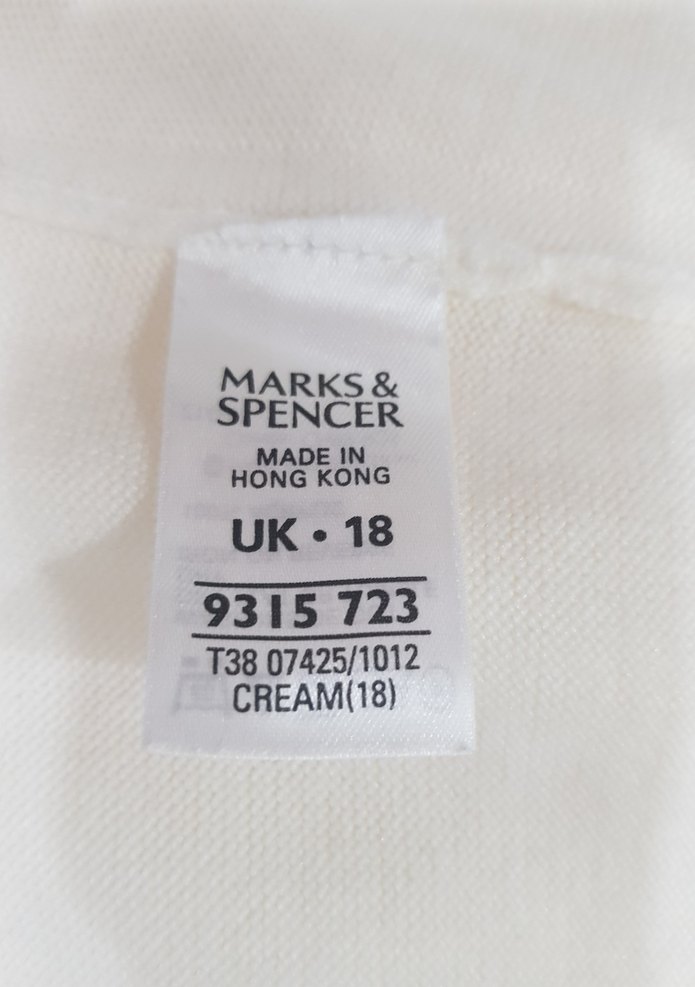 MARKS &
SPENCER
MADE IN
HONG KONG
UK • 18
9315 723
T38 07425/1012
CREAM(18)